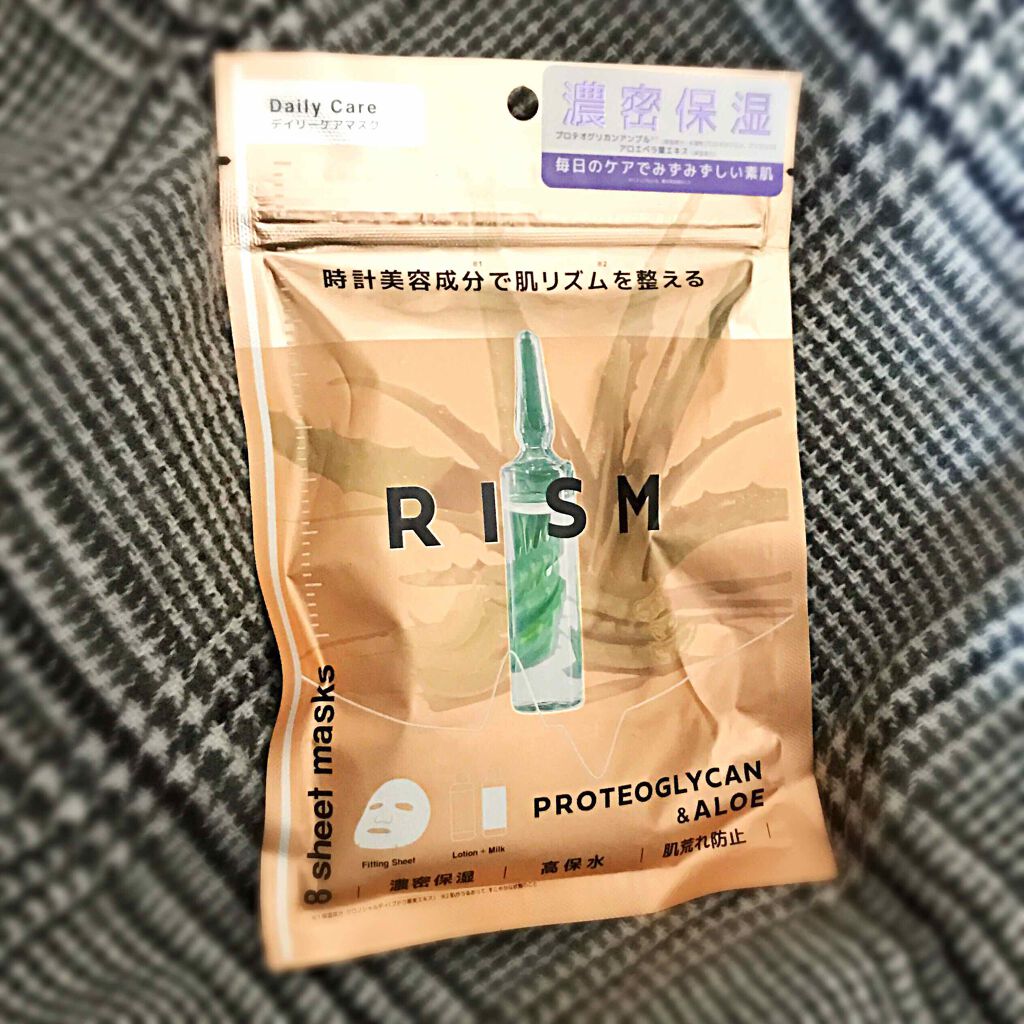 Daily Care
デイリーケアマスク
濃密保湿
プロテオグリカンアンプル
アロエベラ葉エキス
毎日のケアでみずみずしい素肌
時計美容成分※1で肌リズム※2を整える
RISM
8 sheet masks
PROTEOGLYCAN
& ALOE
Fitting Sheet
Lotion + Milk
濃密保湿 | 高保水 | 肌荒れ防止